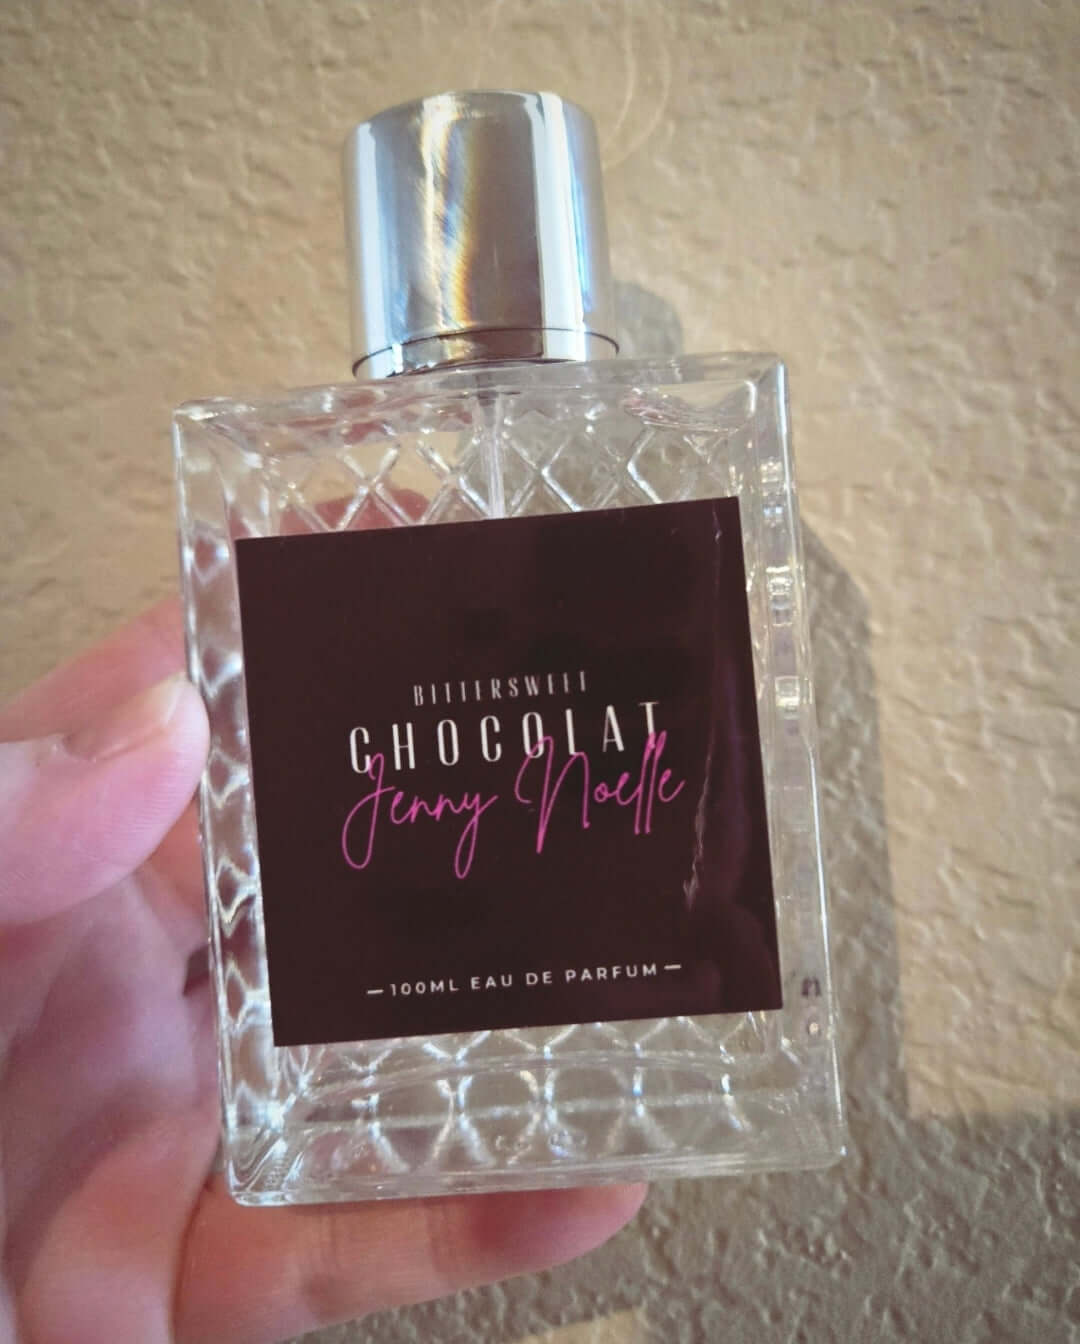 BITTERSWEET
CHOCOLAT
Jenny Noelle
—100ML EAU DE PARFUM—